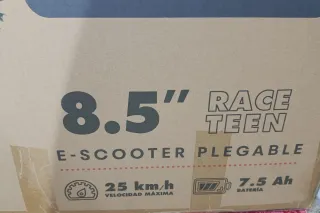 8.5” RACE TEEN
E-SCOOTER PLEGABLE
25 km/h
VELOCIDAD MÁXIMA
7.5 Ah
BATERÍA